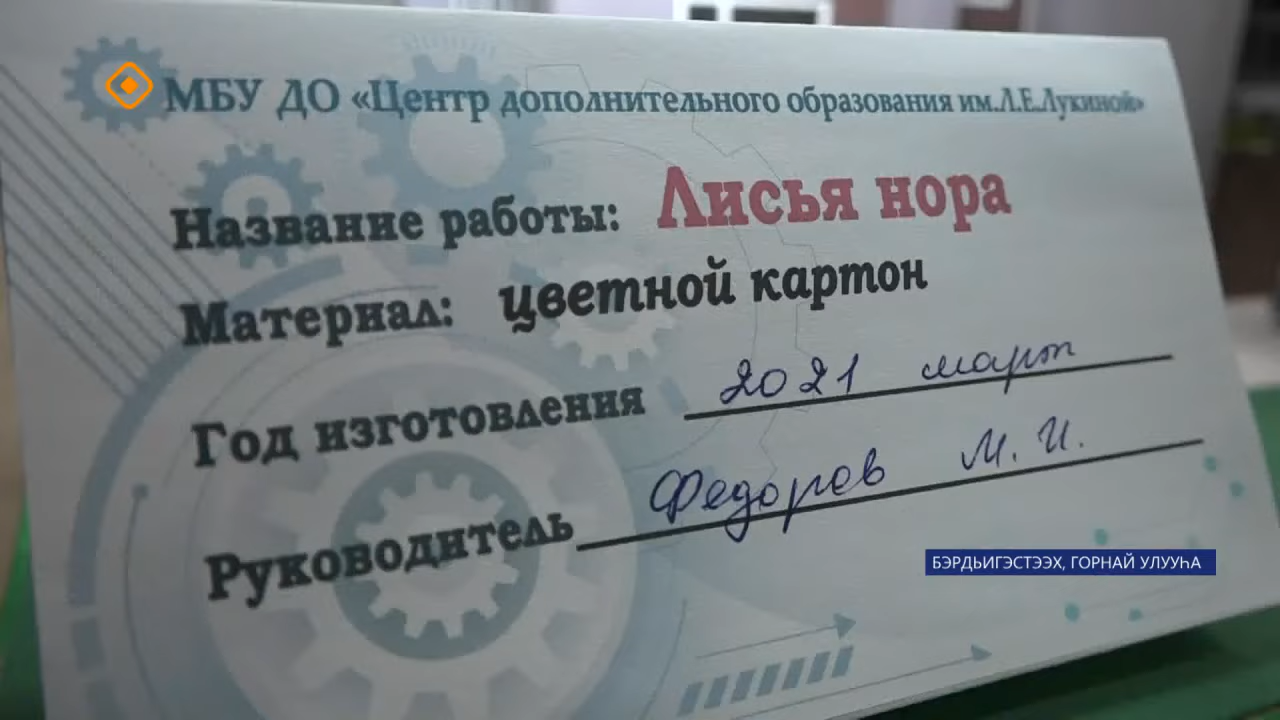 МБУ ДО «Центр дополнительного образования им.Л.Е.Лукиной»
Название работы: Лисья нора
Материал: цветной картон
Год изготовления 2021 март
Руководитель Федоров М. И.
БЭРДЬИГЭСТЭЭХ, ГОРНАЙ УЛУУҺА